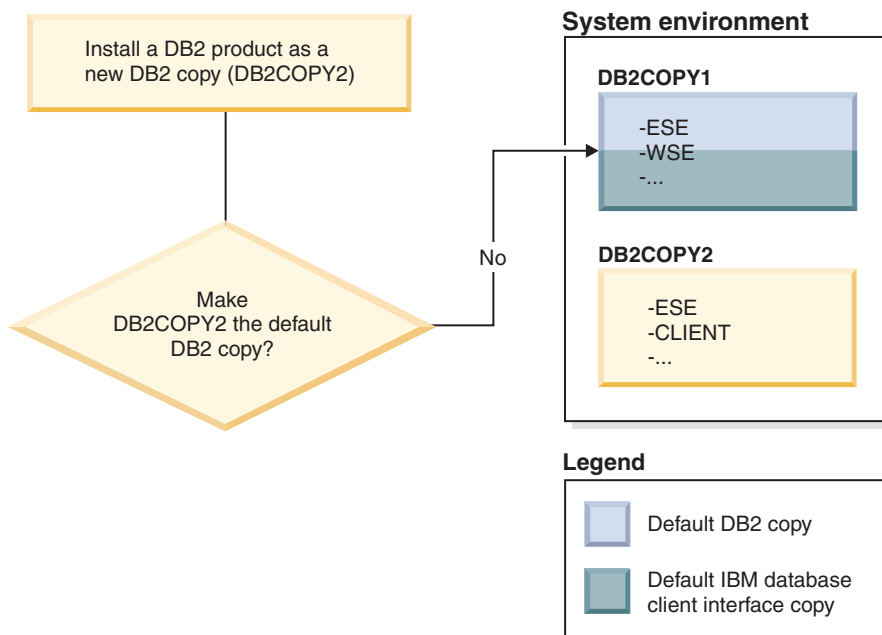 Install a DB2 product as a
new DB2 copy (DB2COPY2)
Make
DB2COPY2 the default
DB2 copy?
No
System environment
DB2COPY1
-ESE
-WSE
-...
DB2COPY2
-ESE
-CLIENT
-...
Legend
Default DB2 copy
Default IBM database
client interface copy